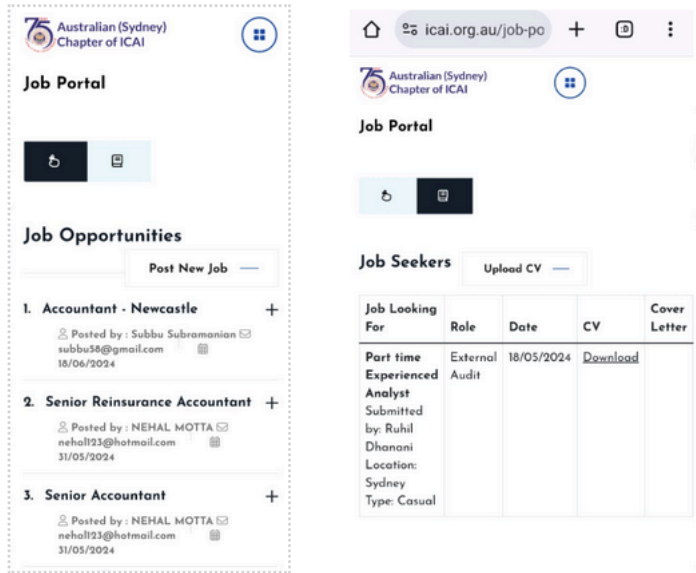 75
Australian (Sydney)
Chapter of ICAI
Job Portal
Job Opportunities
Post New Job
1. Accountant - Newcastle
Posted by : Subbu Subramanian
subbu58@gmail.com
18/06/2024
2. Senior Reinsurance Accountant
Posted by : NEHAL MOTTA
nehal123@hotmail.com
31/05/2024
3. Senior Accountant
Posted by : NEHAL MOTTA
nehal123@hotmail.com
31/05/2024
icai.org.au/job-po
:D
75
Australian (Sydney)
Chapter of ICAI
Job Portal
Job Seekers
Upload CV
Job Looking For
Role
Date
CV
Cover Letter
Part time
Experienced
Analyst
Submitted
by: Ruhil
Dhanani
Location:
Sydney
Type: Casual
External
Audit
18/05/2024
Download